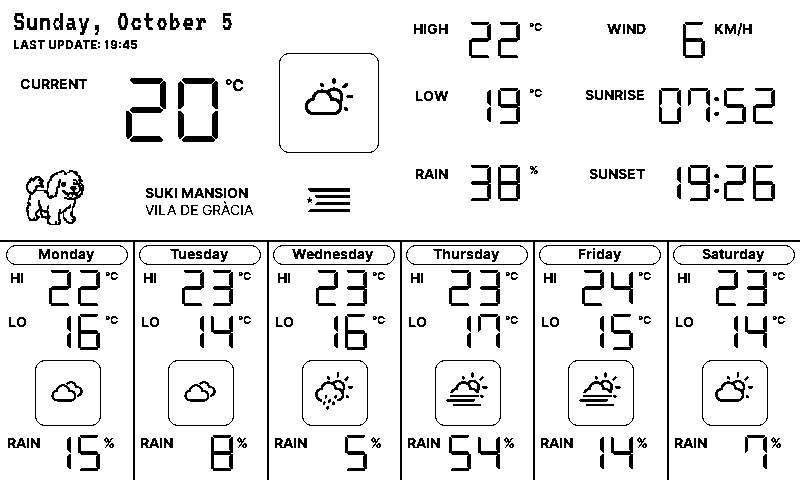 Sunday, October 5
LAST UPDATE: 19:45
CURRENT 20 °C
HIGH 22 °C
WIND 6 KM/H
LOW 19 °C
SUNRISE 07:52
RAIN 38 %
SUNSET 19:26
SUKI MANSION
VILA DE GRÀCIA
Monday
HI 22 °C
LO 16 °C
RAIN 15 %
Tuesday
HI 23 °C
LO 14 °C
RAIN 8 %
Wednesday
HI 23 °C
LO 16 °C
RAIN 5 %
Thursday
HI 23 °C
LO 17 °C
RAIN 54 %
Friday
HI 24 °C
LO 15 °C
RAIN 14 %
Saturday
HI 23 °C
LO 14 °C
RAIN 7 %